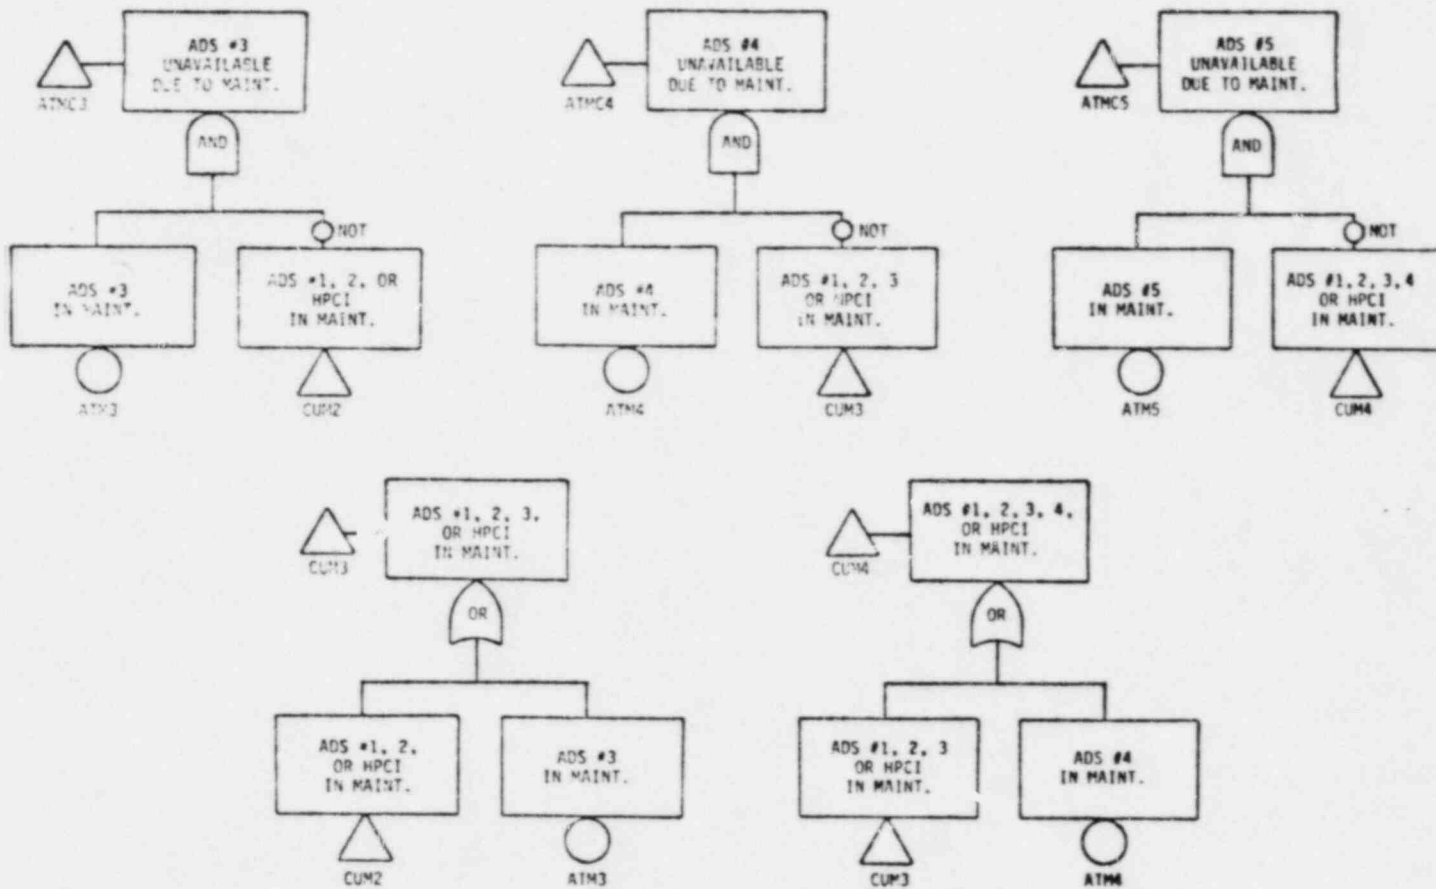 ADS #3
UNAVAILABLE
DUE TO MAINT.
ATMC3
AND
NOT
ADS #3
IN MAINT.
ADS #1, 2, OR
HPCI
IN MAINT.
ATM3
CUM2
ADS #4
UNAVAILABLE
DUE TO MAINT.
ATMC4
AND
NOT
ADS #4
IN MAINT.
ADS #1, 2, 3
OR HPCI
IN MAINT.
ATM4
CUM3
ADS #5
UNAVAILABLE
DUE TO MAINT.
ATMC5
AND
NOT
ADS #5
IN MAINT.
ADS #1,2,3,4
OR HPCI
IN MAINT.
ATM5
CUM4
ADS #1, 2, 3,
OR HPCI
IN MAINT.
CUM3
OR
ADS #1, 2,
OR HPCI
IN MAINT.
ADS #3
IN MAINT.
CUM2
ATM3
ADS #1, 2, 3, 4,
OR HPCI
IN MAINT.
CUM4
OR
ADS #1, 2, 3
OR HPCI
IN MAINT.
ADS #4
IN MAINT.
CUM3
ATM4